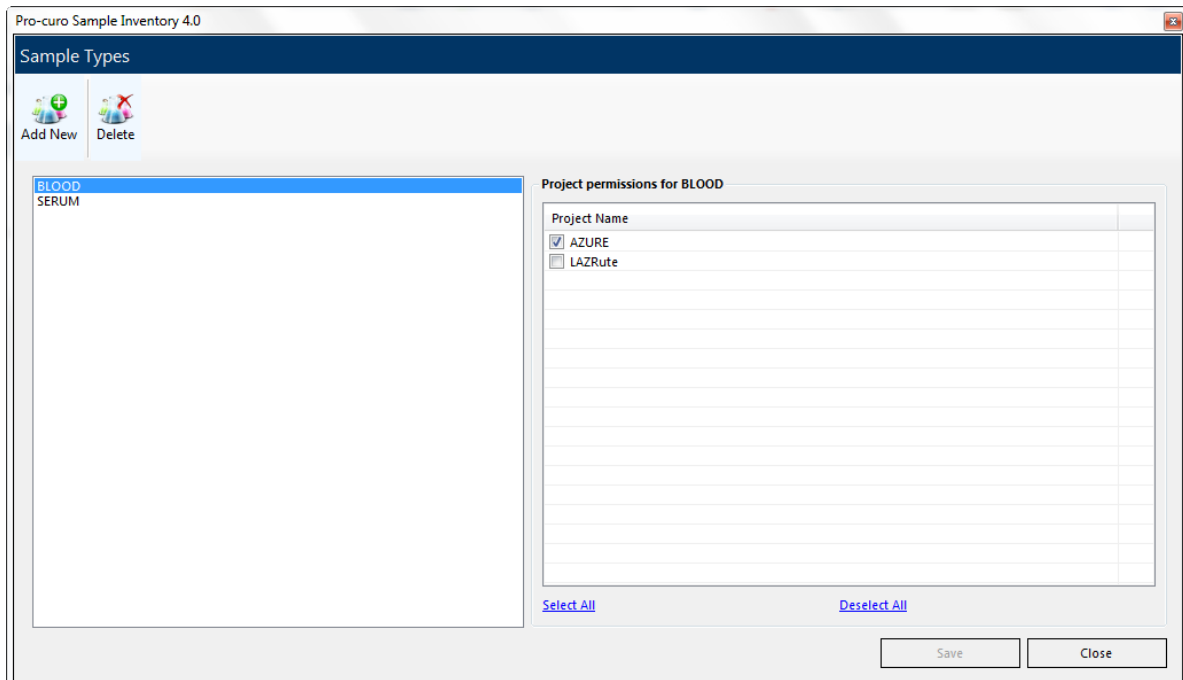 Pro-curo Sample Inventory 4.0
Sample Types
Add New
Delete
BLOOD
SERUM
Project permissions for BLOOD
Project Name
AZURE
LAZRute
Select All
Deselect All
Save
Close